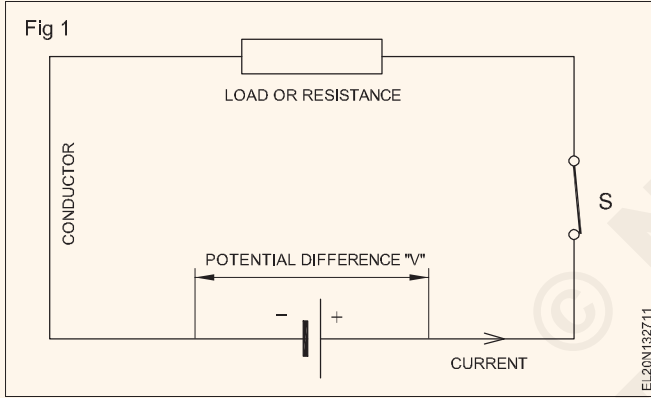 Fig 1
LOAD OR RESISTANCE
CONDUCTOR
S
POTENTIAL DIFFERENCE "V"
- +
CURRENT
EL20N132711
©